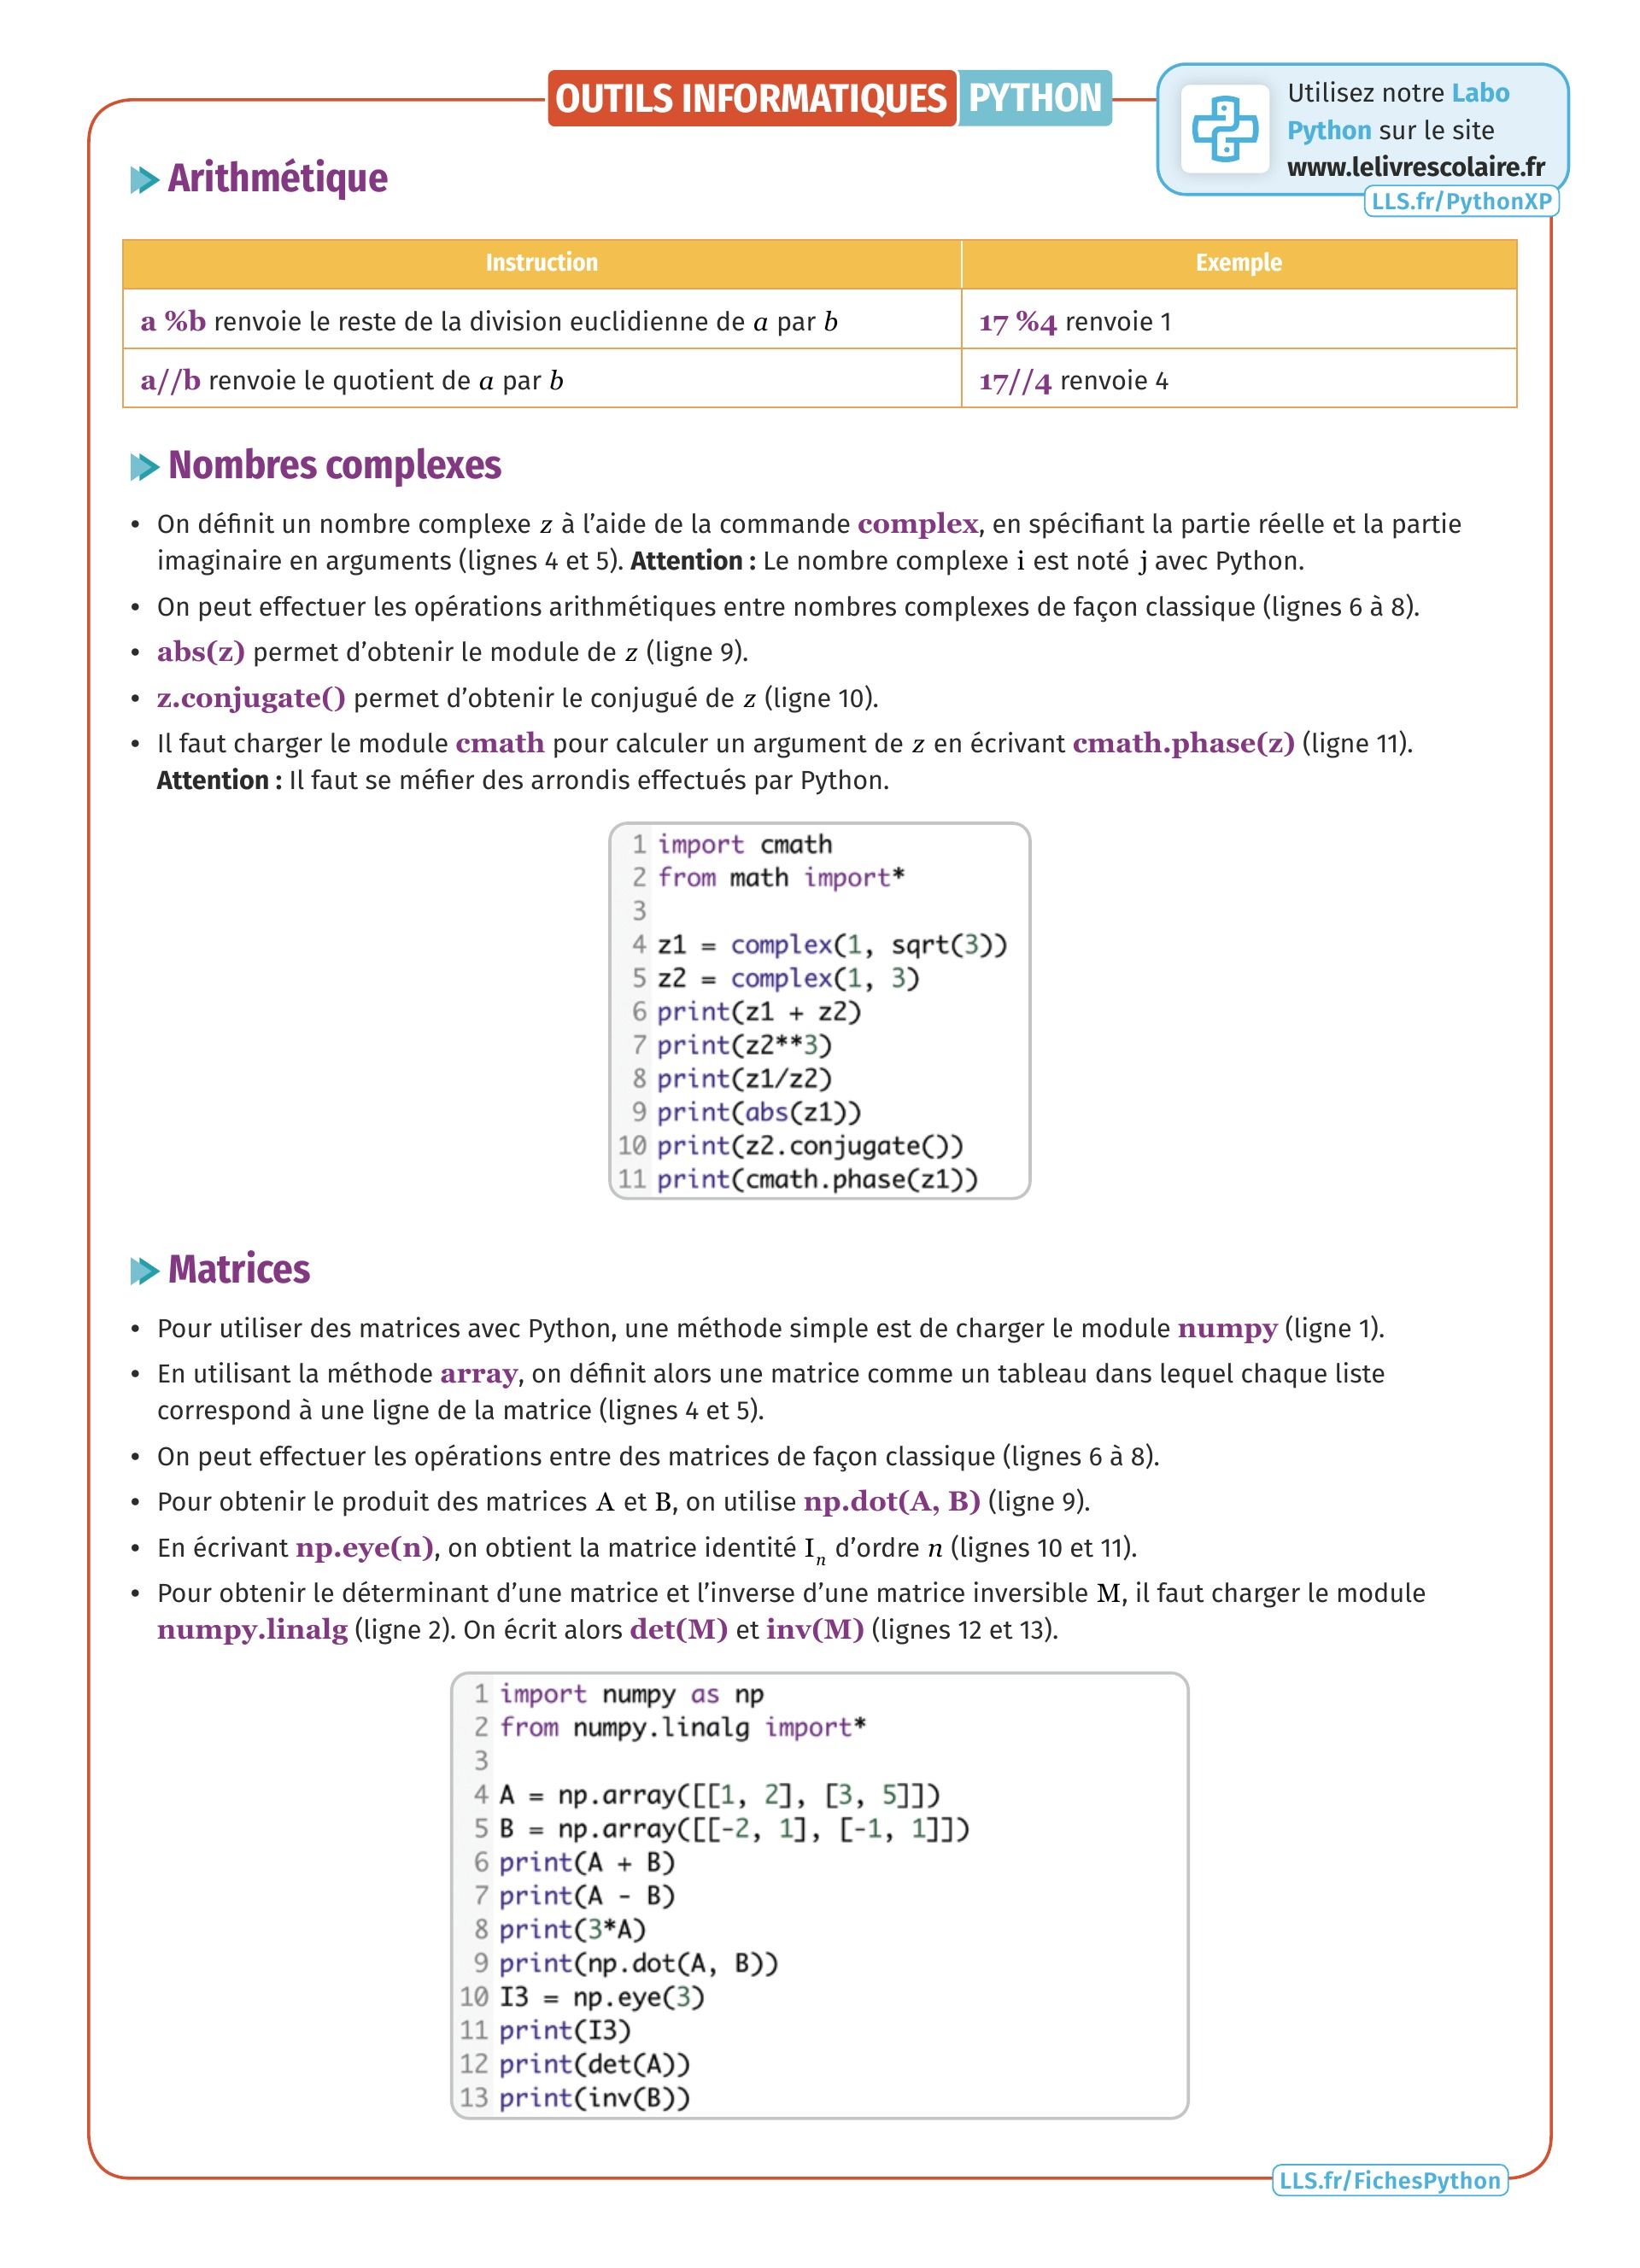 OUTILS INFORMATIQUES PYTHON
Utilisez notre Labo
Python sur le site
www.lelivrescolaire.fr
LLS.fr/PythonXP
Arithmétique
Instruction Exemple
a %b renvoie le reste de la division euclidienne de a par b 17 %4 renvoie 1
a//b renvoie le quotient de a par b 17//4 renvoie 4
Nombres complexes
• On définit un nombre complexe z à l’aide de la commande complex, en spécifiant la partie réelle et la partie
imaginaire en arguments (lignes 4 et 5). Attention : Le nombre complexe i est noté j avec Python.
• On peut effectuer les opérations arithmétiques entre nombres complexes de façon classique (lignes 6 à 8).
• abs(z) permet d’obtenir le module de z (ligne 9).
• z.conjugate() permet d’obtenir le conjugué de z (ligne 10).
• Il faut charger le module cmath pour calculer un argument de z en écrivant cmath.phase(z) (ligne 11).
Attention : Il faut se méfier des arrondis effectués par Python.
1 import cmath
2 from math import*
3
4 z1 = complex(1, sqrt(3))
5 z2 = complex(1, 3)
6 print(z1 + z2)
7 print(z2**3)
8 print(z1/z2)
9 print(abs(z1))
10 print(z2.conjugate())
11 print(cmath.phase(z1))
Matrices
• Pour utiliser des matrices avec Python, une méthode simple est de charger le module numpy (ligne 1).
• En utilisant la méthode array, on définit alors une matrice comme un tableau dans lequel chaque liste
correspond à une ligne de la matrice (lignes 4 et 5).
• On peut effectuer les opérations entre des matrices de façon classique (lignes 6 à 8).
• Pour obtenir le produit des matrices A et B, on utilise np.dot(A, B) (ligne 9).
• En écrivant np.eye(n), on obtient la matrice identité Iₙ d’ordre n (lignes 10 et 11).
• Pour obtenir le déterminant d’une matrice et l’inverse d’une matrice inversible M, il faut charger le module
numpy.linalg (ligne 2). On écrit alors det(M) et inv(M) (lignes 12 et 13).
1 import numpy as np
2 from numpy.linalg import*
3
4 A = np.array([[1, 2], [3, 5]])
5 B = np.array([[-2, 1], [-1, 1]])
6 print(A + B)
7 print(A - B)
8 print(3*A)
9 print(np.dot(A, B))
10 I3 = np.eye(3)
11 print(I3)
12 print(det(A))
13 print(inv(B))
LLS.fr/FichesPython